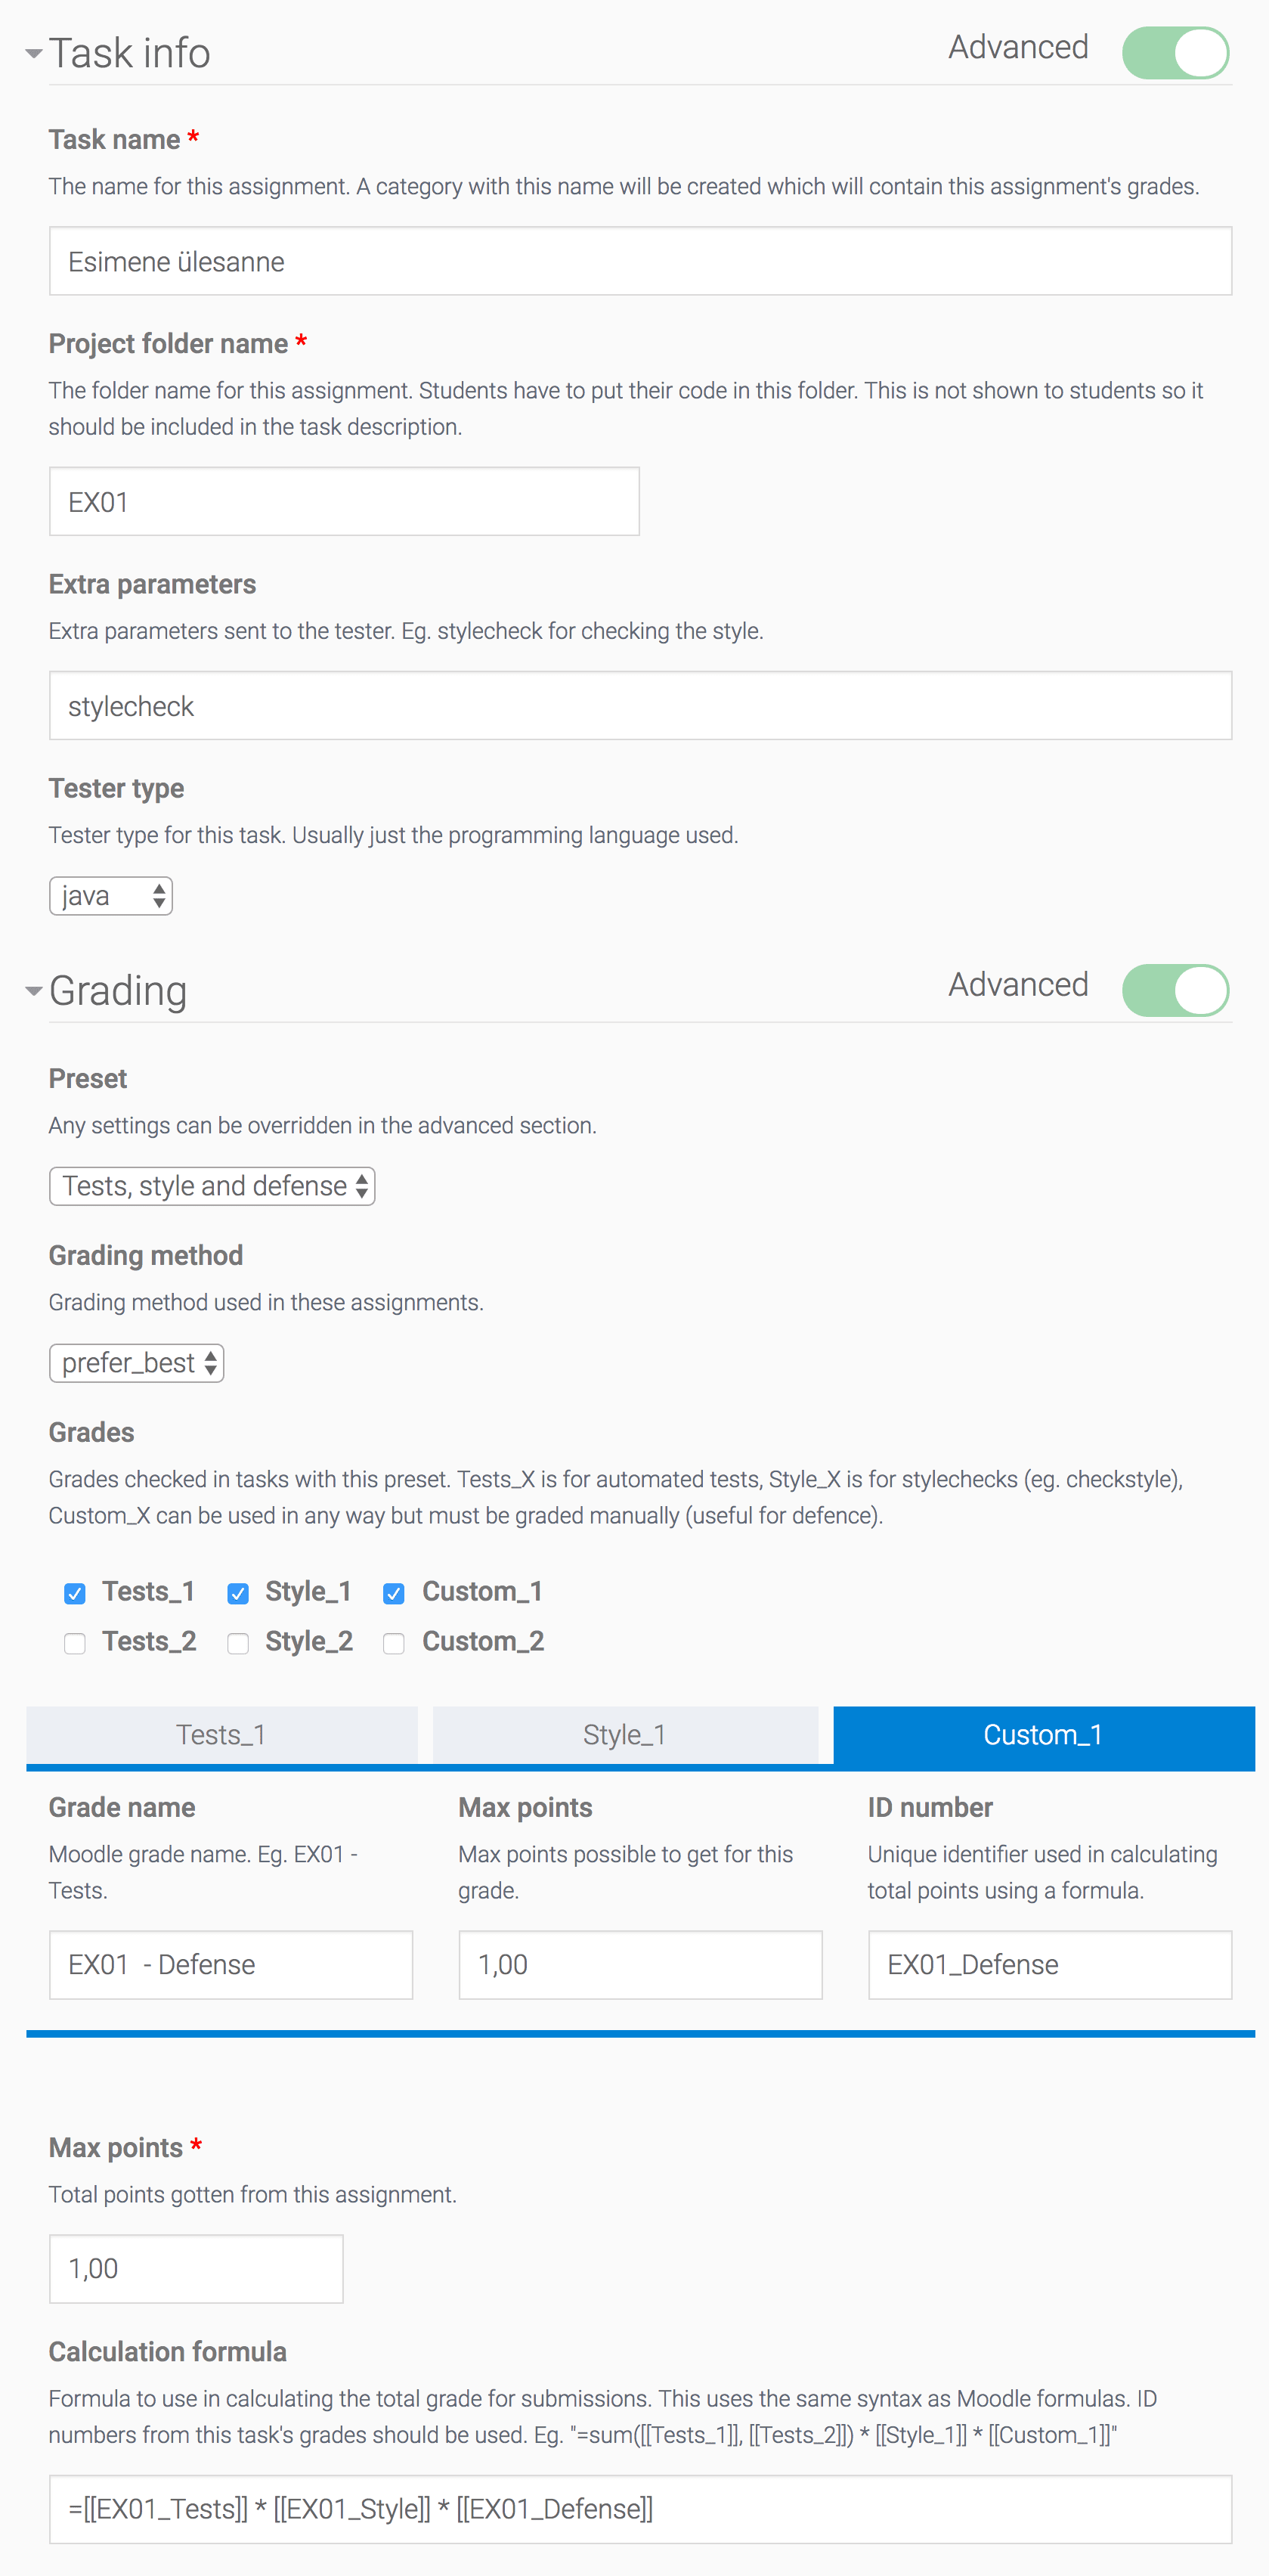 Task info
Advanced
Task name *
The name for this assignment. A category with this name will be created which will contain this assignment's grades.
Esimene ülesanne
Project folder name *
The folder name for this assignment. Students have to put their code in this folder. This is not shown to students so it
should be included in the task description.
EX01
Extra parameters
Extra parameters sent to the tester. Eg. stylecheck for checking the style.
stylecheck
Tester type
Tester type for this task. Usually just the programming language used.
java
Grading
Advanced
Preset
Any settings can be overridden in the advanced section.
Tests, style and defense
Grading method
Grading method used in these assignments.
prefer_best
Grades
Grades checked in tasks with this preset. Tests_X is for automated tests, Style_X is for stylechecks (eg. checkstyle),
Custom_X can be used in any way but must be graded manually (useful for defence).
Tests_1 Style_1 Custom_1
Tests_2 Style_2 Custom_2
Tests_1 Style_1 Custom_1
Grade name
Moodle grade name. Eg. EX01 -
Tests.
EX01  - Defense
Max points
Max points possible to get for this
grade.
1,00
ID number
Unique identifier used in calculating
total points using a formula.
EX01_Defense
Max points *
Total points gotten from this assignment.
1,00
Calculation formula
Formula to use in calculating the total grade for submissions. This uses the same syntax as Moodle formulas. ID
numbers from this task's grades should be used. Eg. "=sum([[Tests_1]], [[Tests_2]]) * [[Style_1]] * [[Custom_1]]"
=[[EX01_Tests]] * [[EX01_Style]] * [[EX01_Defense]]